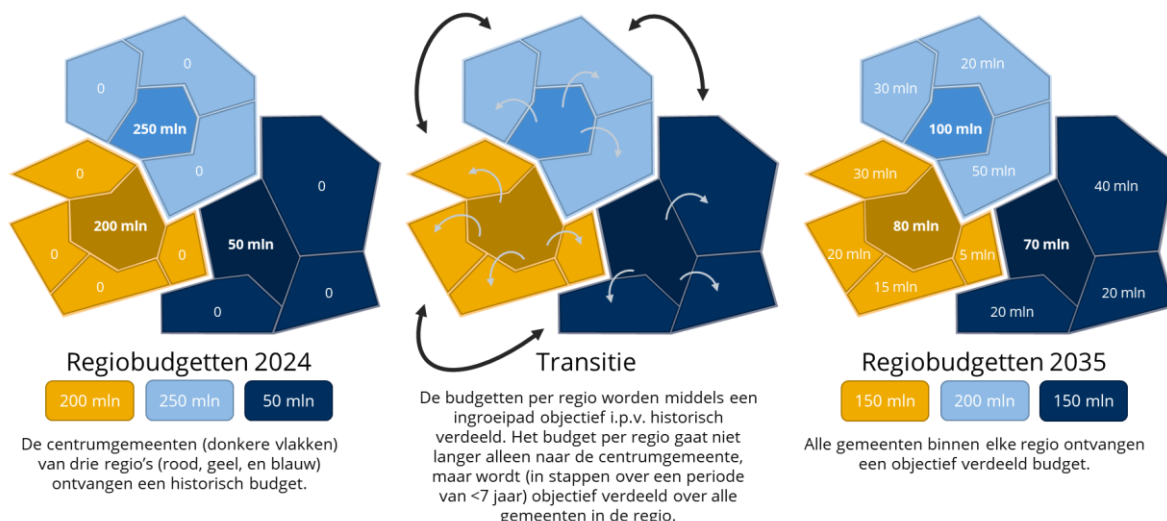 0
0
250 mln
0
0
200 mln
0
0
0
0
50 mln
0
0
Regiobudgetten 2024
200 mln
250 mln
50 mln
De centrumgemeenten (donkere vlakken)
van drie regio's (rood, geel, en blauw)
ontvangen een historisch budget.
Transitie
De budgetten per regio worden middels een
ingroeipad objectief i.p.v. historisch
verdeeld. Het budget per regio gaat niet
langer alleen naar de centrumgemeente,
maar wordt (in stappen over een periode
van <7 jaar) objectief verdeeld over alle
gemeenten in de regio.
20 mln
30 mln
100 mln
50 mln
30 mln
80 mln
20 mln
5 mln
15 mln
40 mln
70 mln
20 mln
20 mln
Regiobudgetten 2035
150 mln
200 mln
150 mln
Alle gemeenten binnen elke regio ontvangen
een objectief verdeeld budget.